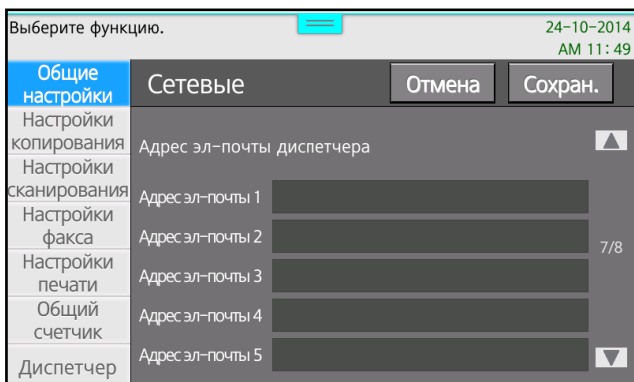 Выберите функцию.
24-10-2014
AM 11:49
Общие
настройки
Настройки
копирования
Настройки
сканирования
Настройки
факса
Настройки
печати
Общий
счетчик
Диспетчер
Сетевые
Отмена
Сохран.
Адрес эл-почты диспетчера
Адрес эл-почты 1
Адрес эл-почты 2
Адрес эл-почты 3
Адрес эл-почты 4
Адрес эл-почты 5
7/8